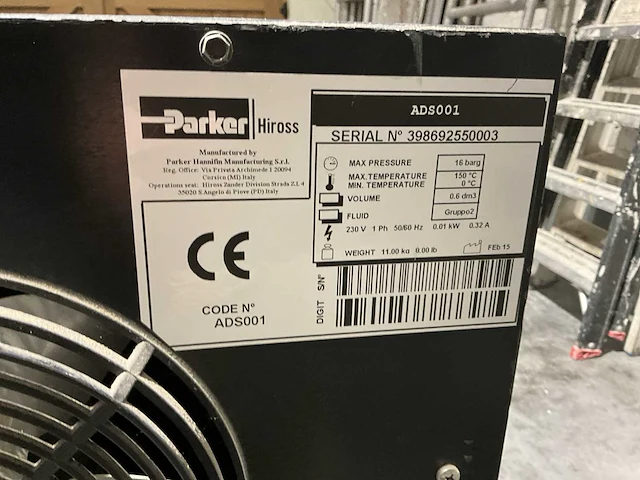 Parker Hiross
Manufactured by
Parker Hannifin Manufacturing S.r.l.
Reg. Office: Via Privata Archimede 1 20094
Corsico (MI) Italy
Operations seat: Hiross Zander Division Strada Z.I. 4
35020 S.Angelo di Piove (PD) Italy
CE
CODE N°
ADS001
ADS001
SERIAL N° 398692550003
MAX PRESSURE 16 barg
MAX.TEMPERATURE 150 °C
MIN. TEMPERATURE 0 °C
VOLUME 0.6 dm3
FLUID Gruppo2
230 V 1 Ph 50/60 Hz 0.01 kW 0.32 A
WEIGHT 11.00 kg 0.00 lb FEb 15
DIGIT S/N°